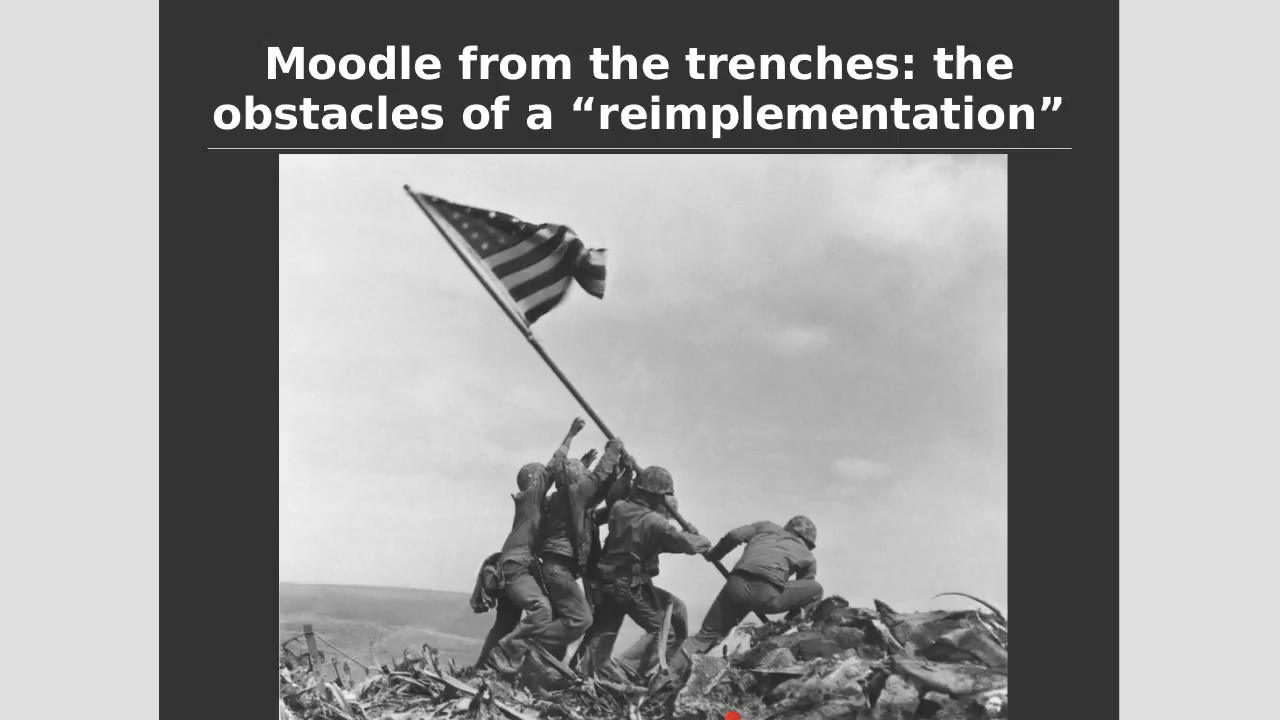 Moodle from the trenches: the
obstacles of a “reimplementation”